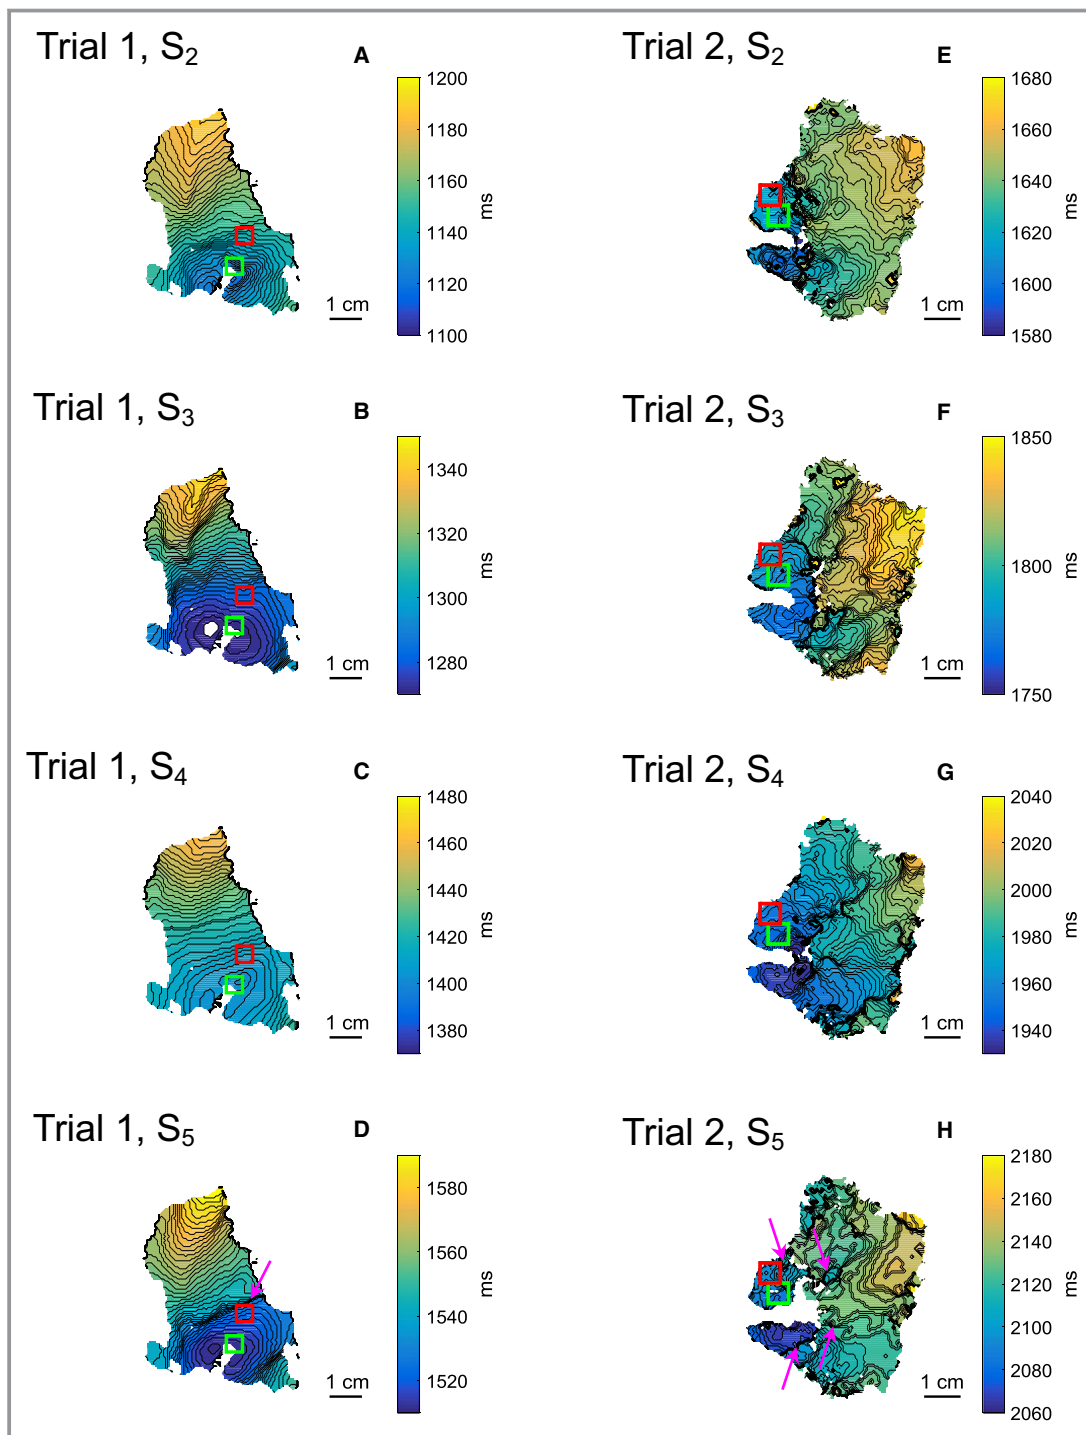 Trial 1, S2
A
1200
1180
1160
1140
1120
1100
ms
1 cm
Trial 2, S2
E
1680
1660
1640
1620
1600
1580
ms
1 cm
Trial 1, S3
B
1340
1320
1300
1280
ms
1 cm
Trial 2, S3
F
1850
1800
1750
ms
1 cm
Trial 1, S4
C
1480
1460
1440
1420
1400
1380
ms
1 cm
Trial 2, S4
G
2040
2020
2000
1980
1960
1940
ms
1 cm
Trial 1, S5
D
1580
1560
1540
1520
ms
1 cm
Trial 2, S5
H
2180
2160
2140
2120
2100
2080
2060
ms
1 cm